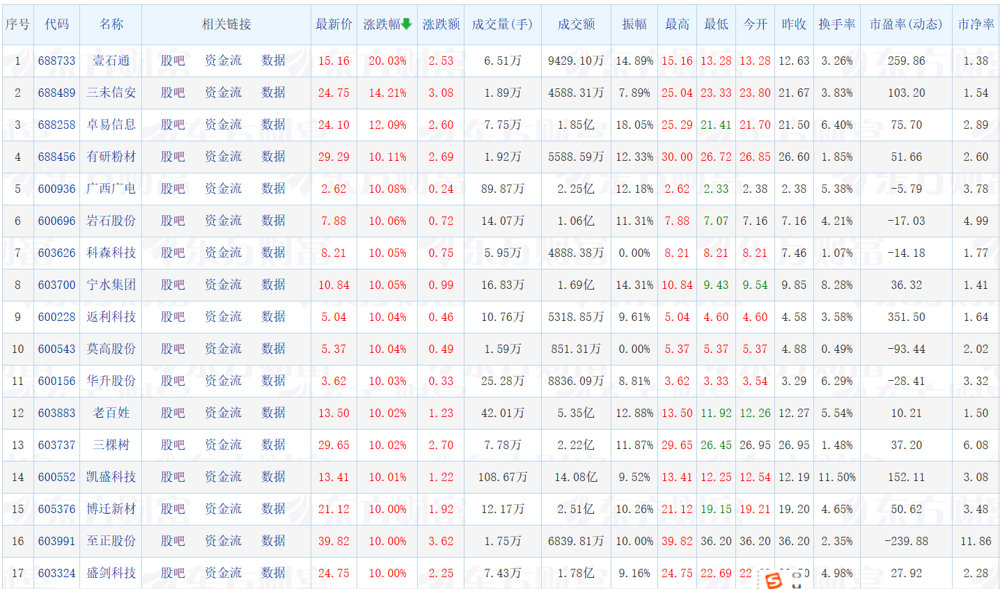 序号 代码 名称 相关链接 最新价 涨跌幅 涨跌额 成交量(手) 成交额 振幅 最高 最低 今开 昨收 换手率 市盈率(动态) 市净率
1 688733 壹石通 股吧 资金流 数据 15.16 20.03% 2.53 6.51万 9429.10万 14.89% 15.16 13.28 13.28 12.63 3.26% 259.86 1.38
2 688489 三未信安 股吧 资金流 数据 24.75 14.21% 3.08 1.89万 4588.31万 7.89% 25.04 23.33 23.80 21.67 3.83% 103.20 1.54
3 688258 卓易信息 股吧 资金流 数据 24.10 12.09% 2.60 7.75万 1.85亿 18.05% 25.29 21.41 21.70 21.50 6.40% 75.70 2.89
4 688456 有研粉材 股吧 资金流 数据 29.29 10.11% 2.69 1.92万 5588.59万 12.33% 30.00 26.72 26.85 26.60 1.85% 51.66 2.60
5 600936 广西广电 股吧 资金流 数据 2.62 10.08% 0.24 89.87万 2.25亿 12.18% 2.62 2.33 2.38 2.38 5.38% -5.79 3.78
6 600696 岩石股份 股吧 资金流 数据 7.88 10.06% 0.72 14.07万 1.06亿 11.31% 7.88 7.07 7.16 7.16 4.21% -17.03 4.99
7 603626 科森科技 股吧 资金流 数据 8.21 10.05% 0.75 5.95万 4888.38万 0.00% 8.21 8.21 8.21 7.46 1.07% -14.18 1.77
8 603700 宁水集团 股吧 资金流 数据 10.84 10.05% 0.99 16.83万 1.69亿 14.31% 10.84 9.43 9.54 9.85 8.28% 36.32 1.41
9 600228 返利科技 股吧 资金流 数据 5.04 10.04% 0.46 10.76万 5318.85万 9.61% 5.04 4.60 4.60 4.58 3.58% 351.50 1.64
10 600543 莫高股份 股吧 资金流 数据 5.37 10.04% 0.49 1.59万 851.31万 0.00% 5.37 5.37 5.37 4.88 0.49% -93.44 2.02
11 600156 华升股份 股吧 资金流 数据 3.62 10.03% 0.33 25.28万 8836.09万 8.81% 3.62 3.33 3.54 3.29 6.29% -28.41 3.32
12 603883 老百姓 股吧 资金流 数据 13.50 10.02% 1.23 42.01万 5.35亿 12.88% 13.50 11.92 12.26 12.27 5.54% 10.21 1.50
13 603737 三棵树 股吧 资金流 数据 29.65 10.02% 2.70 7.78万 2.22亿 11.87% 29.65 26.45 26.95 26.95 1.48% 37.20 6.08
14 600552 凯盛科技 股吧 资金流 数据 13.41 10.01% 1.22 108.67万 14.08亿 9.52% 13.41 12.25 12.54 12.19 11.50% 152.11 3.08
15 605376 博迁新材 股吧 资金流 数据 21.12 10.00% 1.92 12.17万 2.51亿 10.26% 21.12 19.15 19.21 19.20 4.65% 50.62 3.48
16 603991 至正股份 股吧 资金流 数据 39.82 10.00% 3.62 1.75万 6839.81万 10.00% 39.82 36.20 36.20 36.20 2.35% -239.88 11.86
17 603324 盛剑科技 股吧 资金流 数据 24.75 10.00% 2.25 7.43万 1.78亿 9.16% 24.75 22.69 22 4.98% 27.92 2.28